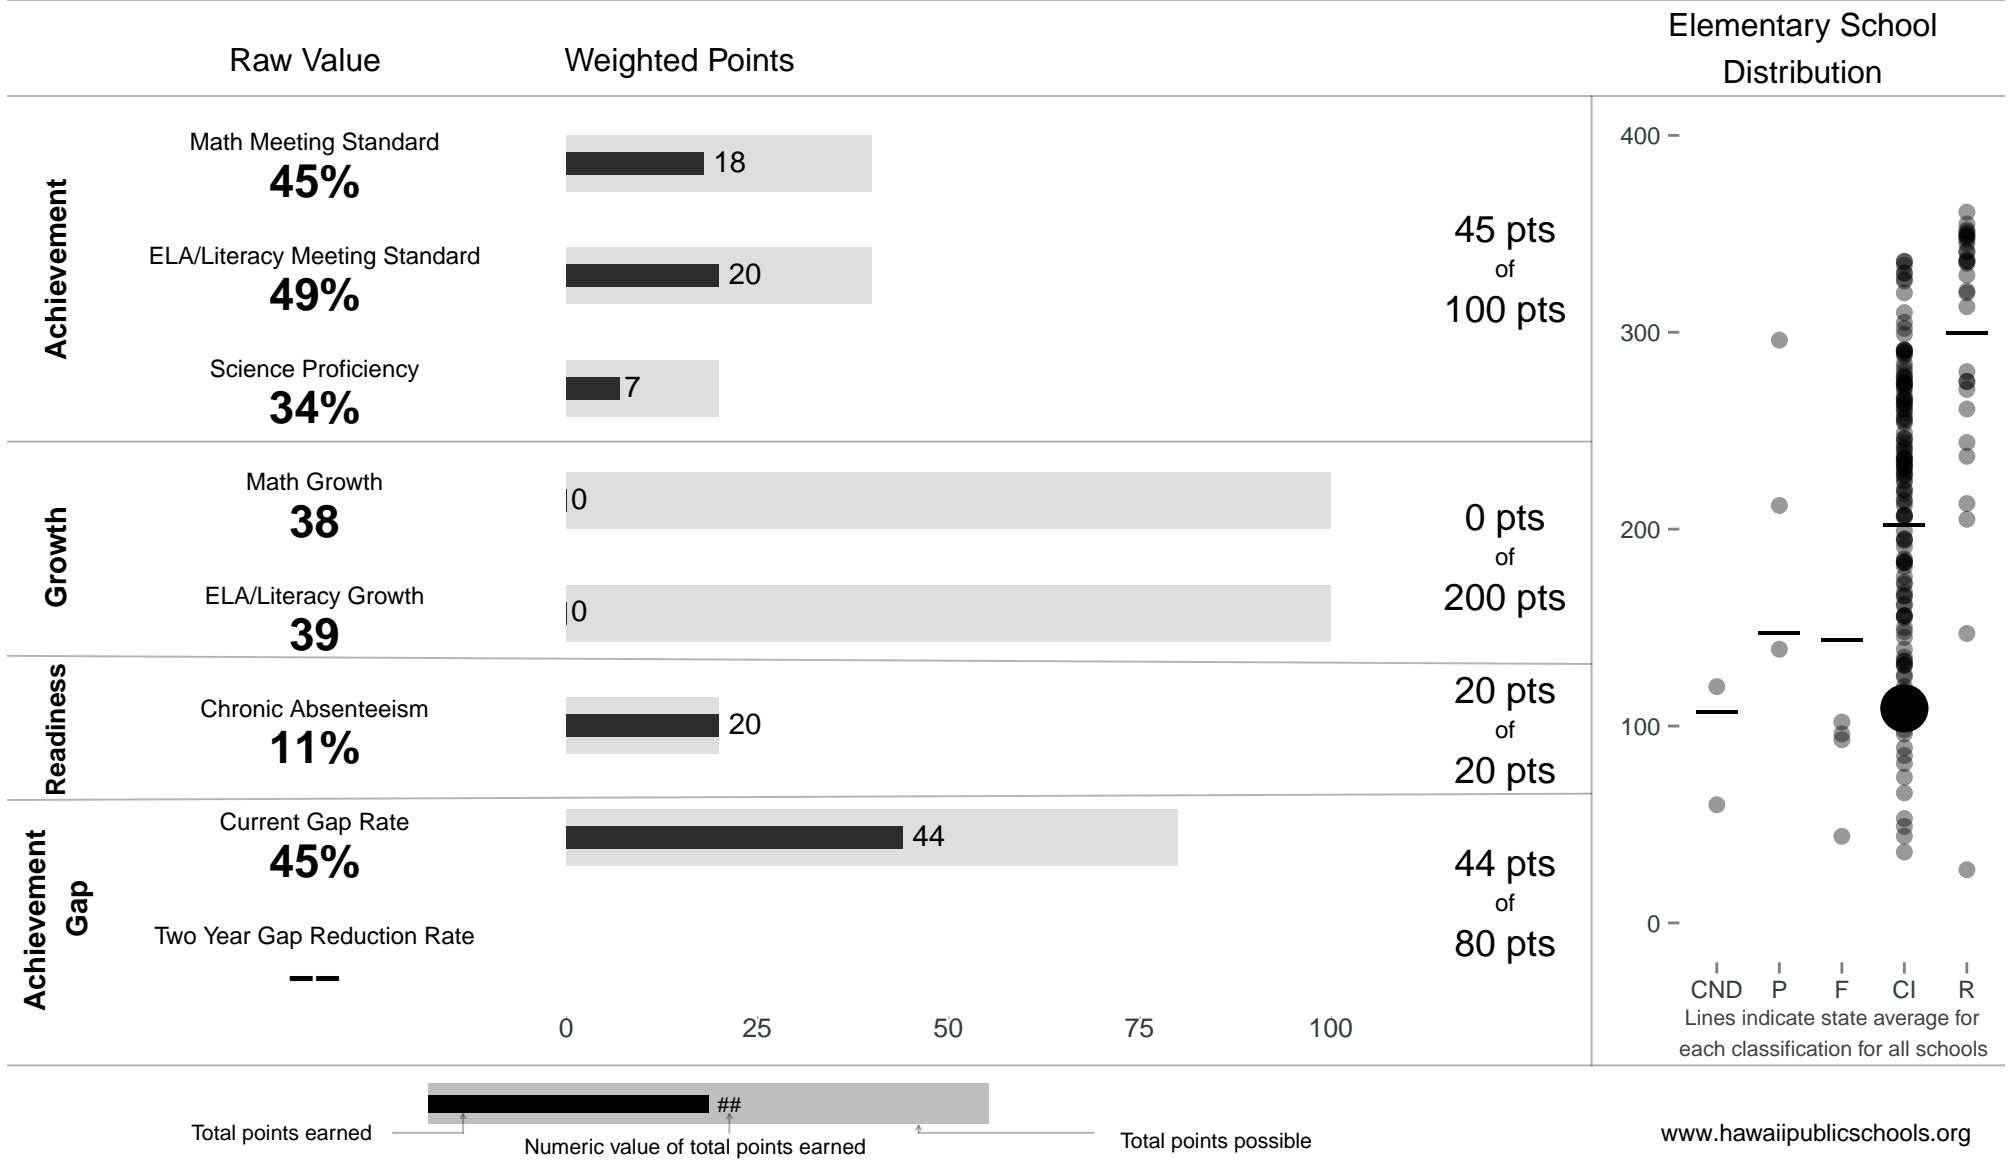 Raw Value
Weighted Points
Elementary School
Distribution
Achievement
Math Meeting Standard
45%
18
ELA/Literacy Meeting Standard
49%
20
Science Proficiency
34%
7
45 pts
of
100 pts
Growth
Math Growth
38
0
ELA/Literacy Growth
39
0
0 pts
of
200 pts
Readiness
Chronic Absenteeism
11%
20
20 pts
of
20 pts
Achievement
Gap
Current Gap Rate
45%
44
Two Year Gap Reduction Rate
--
44 pts
of
80 pts
0 25 50 75 100
400
300
200
100
0
CND P F CI R
Lines indicate state average for
each classification for all schools
##
Total points earned
Numeric value of total points earned
Total points possible
www.hawaiipublicschools.org